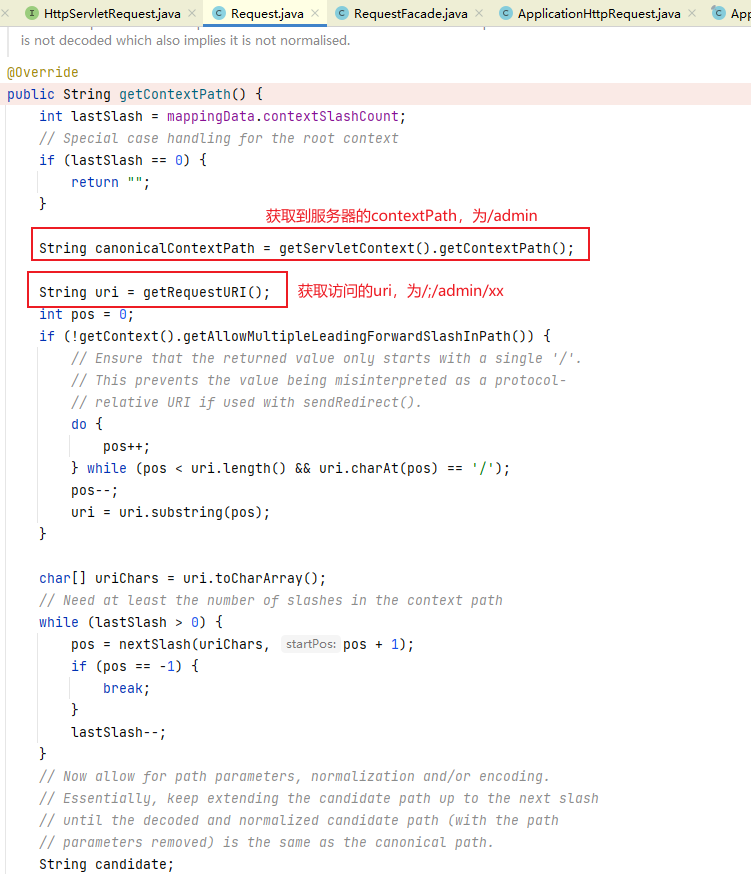 HttpServletRequest.java
Request.java
RequestFacade.java
ApplicationHttpRequest.java
App
is not decoded which also implies it is not normalised.
@Override
public String getContextPath() {
int lastSlash = mappingData.contextSlashCount;
// Special case handling for the root context
if (lastSlash == 0) {
return "";
}
获取到服务器的contextPath，为/admin
String canonicalContextPath = getServletContext().getContextPath();
String uri = getRequestURI();
获取访问的uri，为/;/admin/xx
int pos = 0;
if (!getContext().getAllowMultipleLeadingForwardSlashInPath()) {
// Ensure that the returned value only starts with a single '/'.
// This prevents the value being misinterpreted as a protocol-
// relative URI if used with sendRedirect().
do {
pos++;
} while (pos < uri.length() && uri.charAt(pos) == '/');
pos--;
uri = uri.substring(pos);
}
char[] uriChars = uri.toCharArray();
// Need at least the number of slashes in the context path
while (lastSlash > 0) {
pos = nextSlash(uriChars, startPos: pos + 1);
if (pos == -1) {
break;
}
lastSlash--;
}
// Now allow for path parameters, normalization and/or encoding.
// Essentially, keep extending the candidate path up to the next slash
// until the decoded and normalized candidate path (with the path
// parameters removed) is the same as the canonical path.
String candidate;